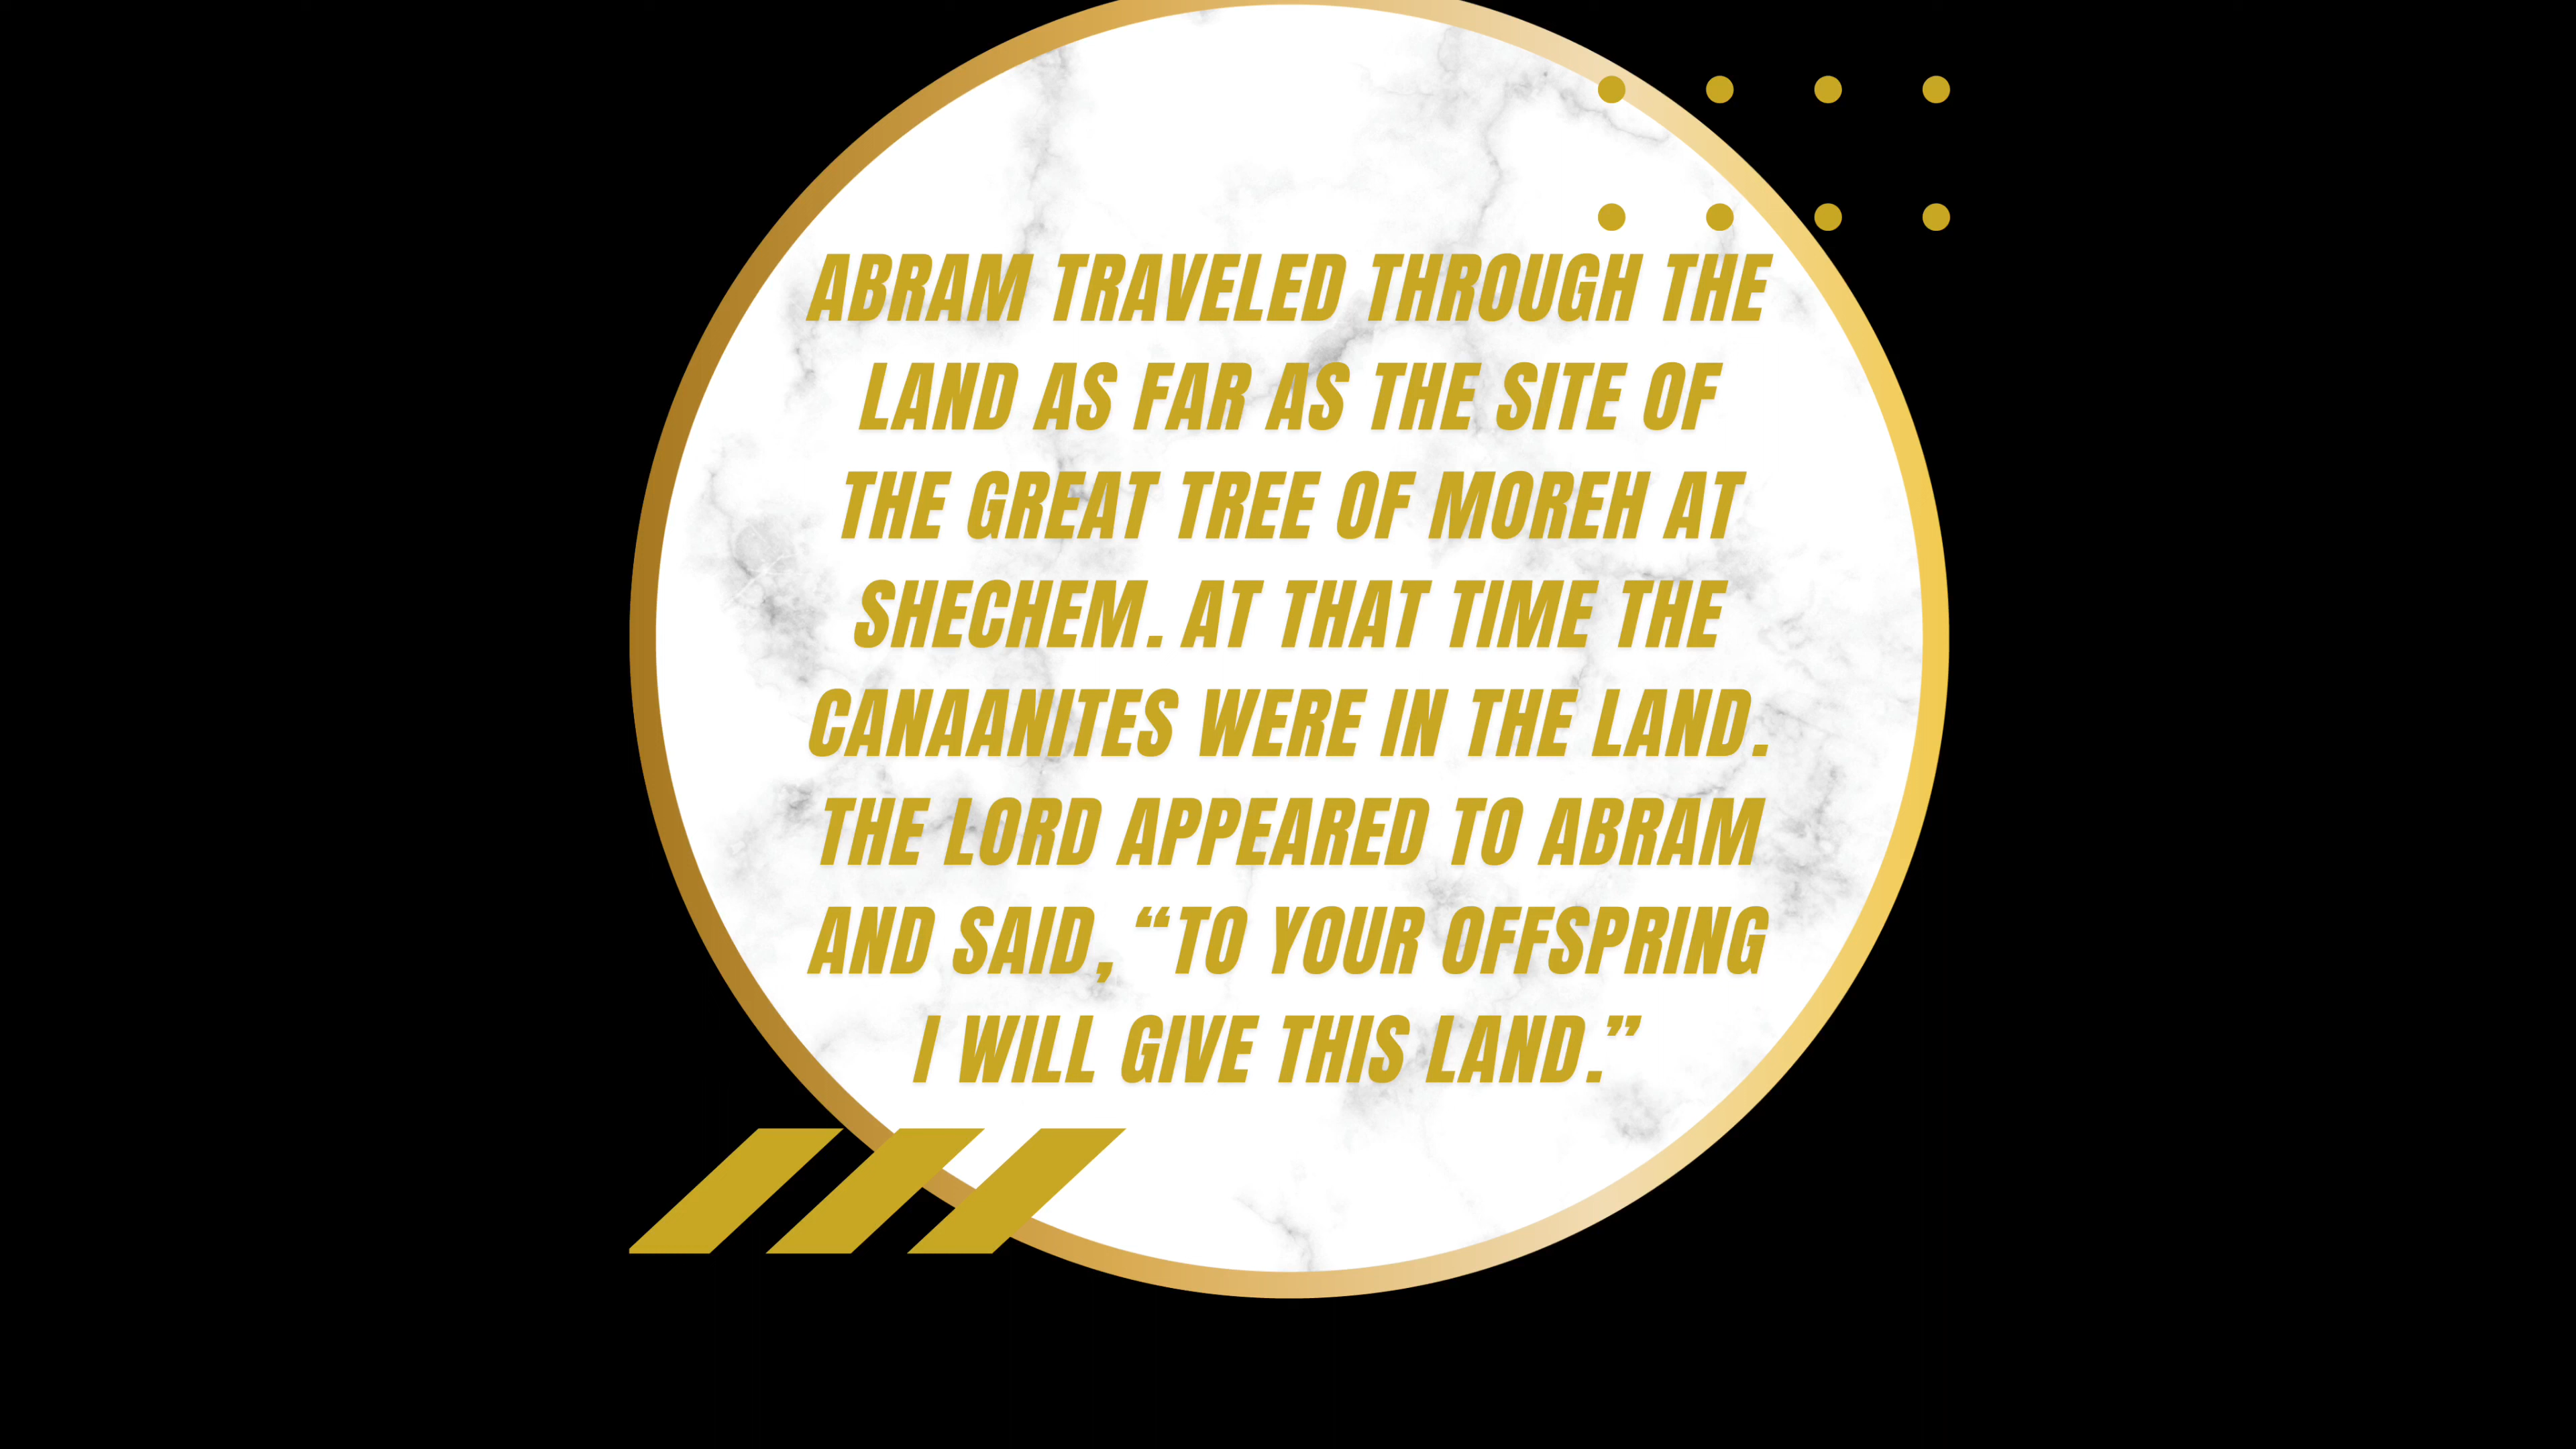 ABRAM TRAVELED THROUGH THE
LAND AS FAR AS THE SITE OF
THE GREAT TREE OF MOREH AT
SHECHEM. AT THAT TIME THE
CANAANITES WERE IN THE LAND.
THE LORD APPEARED TO ABRAM
AND SAID, “TO YOUR OFFSPRING
I WILL GIVE THIS LAND.”